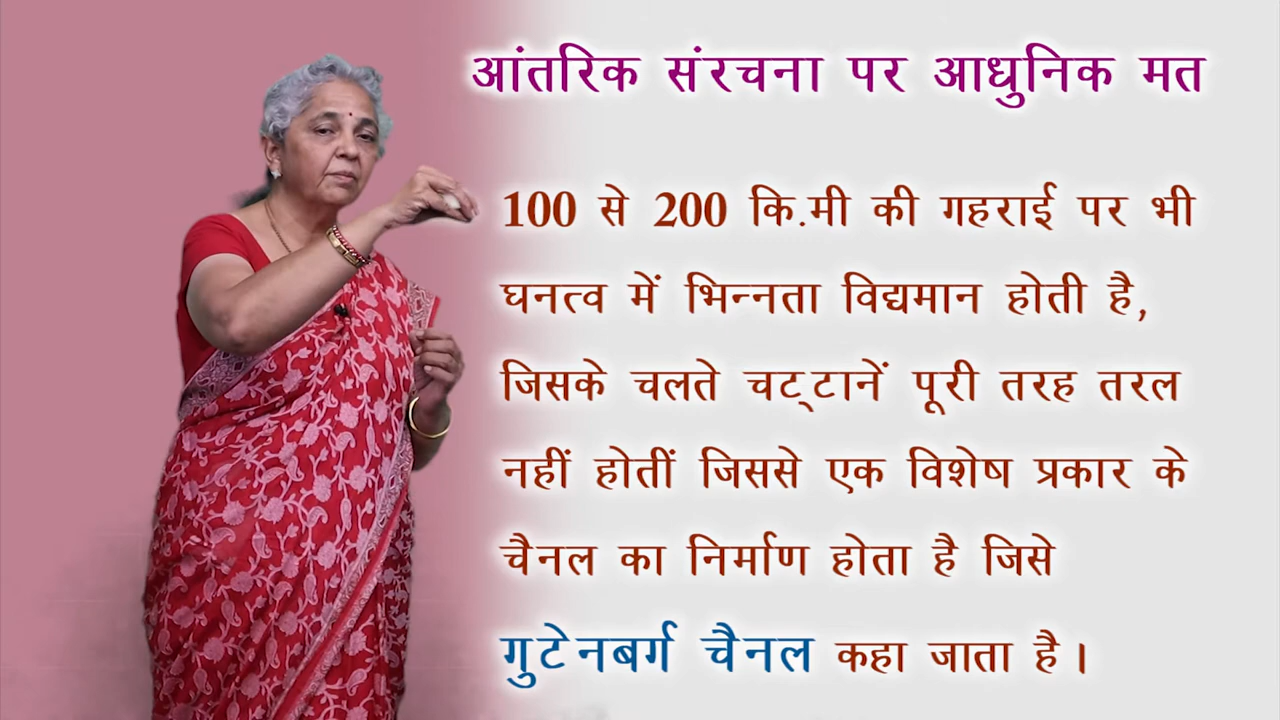 आंतरिक संरचना पर आधुनिक मत
100 से 200 कि.मी की गहराई पर भी
घनत्व में भिन्नता विद्यमान होती है,
जिसके चलते चट्टानें पूरी तरह तरल
नहीं होतीं जिससे एक विशेष प्रकार के
चैनल का निर्माण होता है जिसे
गुटेनबर्ग चैनल कहा जाता है।